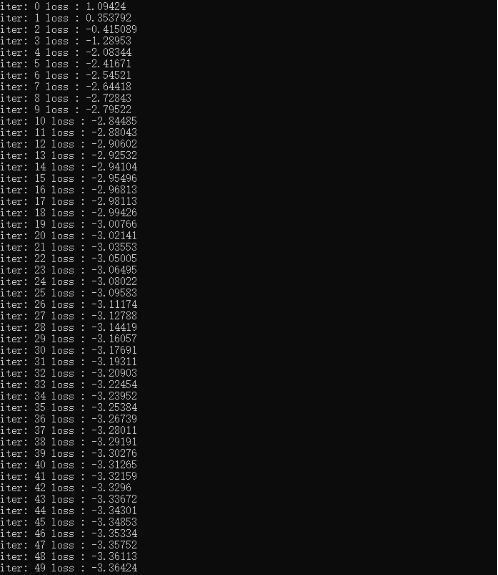 iter: 0 loss : 1.09424
iter: 1 loss : 0.353792
iter: 2 loss : -0.415089
iter: 3 loss : -1.28953
iter: 4 loss : -2.08344
iter: 5 loss : -2.41671
iter: 6 loss : -2.54521
iter: 7 loss : -2.64418
iter: 8 loss : -2.72843
iter: 9 loss : -2.79522
iter: 10 loss : -2.84485
iter: 11 loss : -2.88043
iter: 12 loss : -2.90602
iter: 13 loss : -2.92532
iter: 14 loss : -2.94104
iter: 15 loss : -2.95496
iter: 16 loss : -2.96813
iter: 17 loss : -2.98113
iter: 18 loss : -2.99426
iter: 19 loss : -3.00766
iter: 20 loss : -3.02141
iter: 21 loss : -3.03553
iter: 22 loss : -3.05005
iter: 23 loss : -3.06495
iter: 24 loss : -3.08022
iter: 25 loss : -3.09583
iter: 26 loss : -3.11174
iter: 27 loss : -3.12788
iter: 28 loss : -3.14419
iter: 29 loss : -3.16057
iter: 30 loss : -3.17691
iter: 31 loss : -3.19311
iter: 32 loss : -3.20903
iter: 33 loss : -3.22454
iter: 34 loss : -3.23952
iter: 35 loss : -3.25384
iter: 36 loss : -3.26739
iter: 37 loss : -3.28011
iter: 38 loss : -3.29191
iter: 39 loss : -3.30276
iter: 40 loss : -3.31265
iter: 41 loss : -3.32159
iter: 42 loss : -3.3296
iter: 43 loss : -3.33672
iter: 44 loss : -3.34301
iter: 45 loss : -3.34853
iter: 46 loss : -3.35334
iter: 47 loss : -3.35752
iter: 48 loss : -3.36113
iter: 49 loss : -3.36424